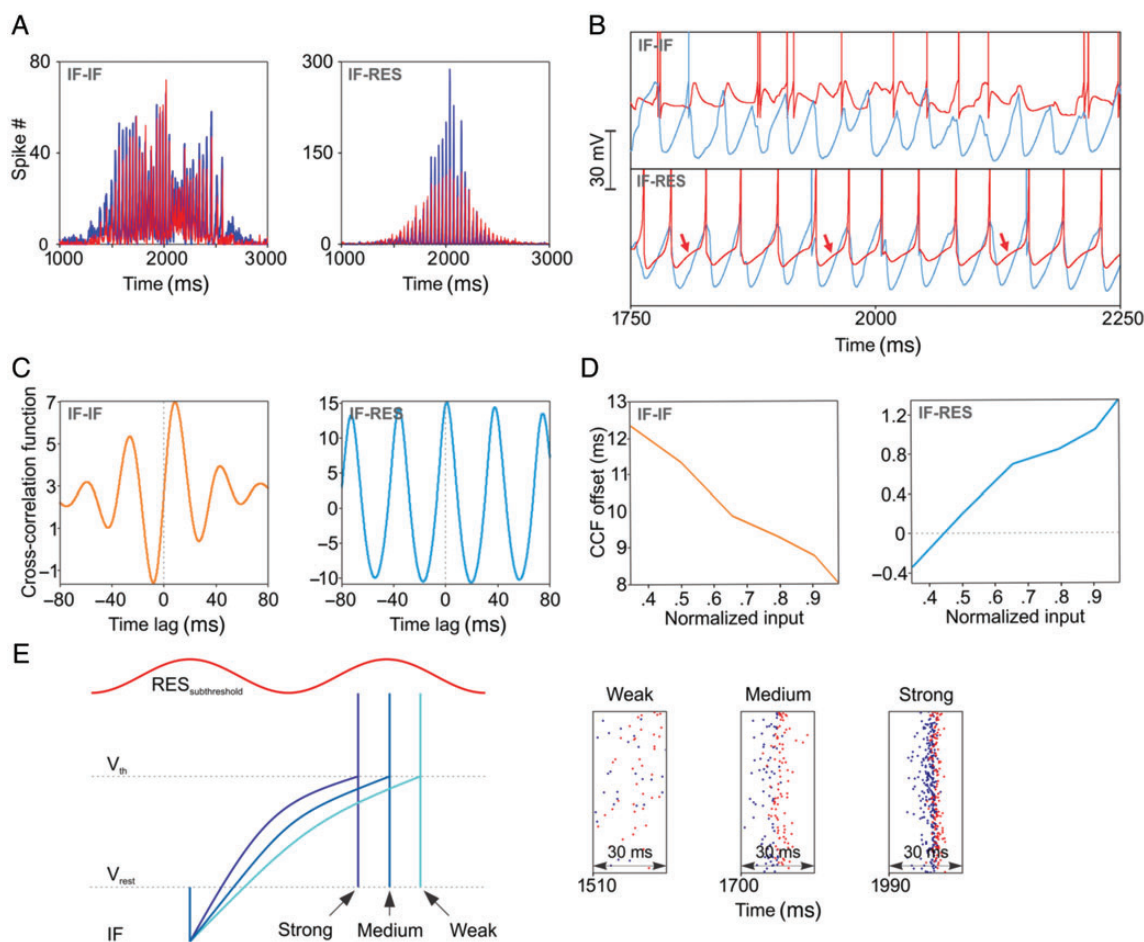 A
IF-IF
80
40
0
Spike #
1000
2000
3000
Time (ms)
IF-RES
300
150
0
1000
2000
3000
Time (ms)
B
IF-IF
30 mV
IF-RES
1750
2000
2250
Time (ms)
C
IF-IF
7
5
3
1
−1
Cross-correlation function
−80
−40
0
40
80
Time lag (ms)
IF-RES
15
10
5
0
−5
−10
−80
−40
0
40
80
Time lag (ms)
D
IF-IF
13
12
11
10
9
8
CCF offset (ms)
.4 .5 .6 .7 .8 .9
Normalized input
IF-RES
1.2
0.8
0.4
0
−0.4
.4 .5 .6 .7 .8 .9
Normalized input
E
RES subthreshold
Vth
Vrest
IF
Strong
Medium
Weak
Weak
30 ms
1510
Medium
30 ms
1700
Strong
30 ms
1990
Time (ms)